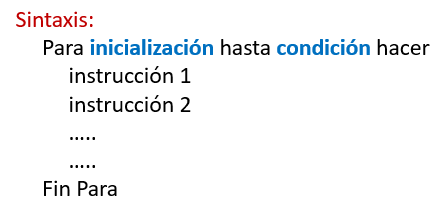 Sintaxis:
Para inicialización hasta condición hacer
instrucción 1
instrucción 2
.....
.....
Fin Para